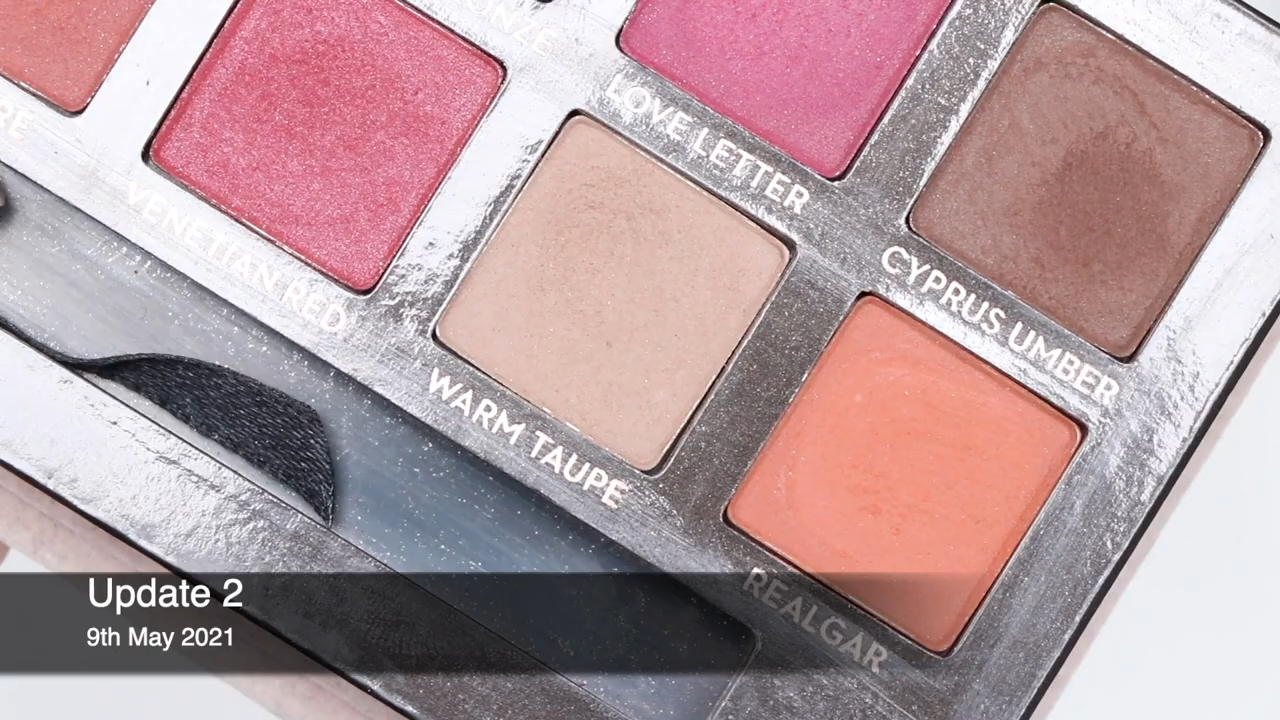 LOVE LETTER
CYPRUS UMBER
VENETIAN RED
WARM TAUPE
REALGAR
Update 2
9th May 2021